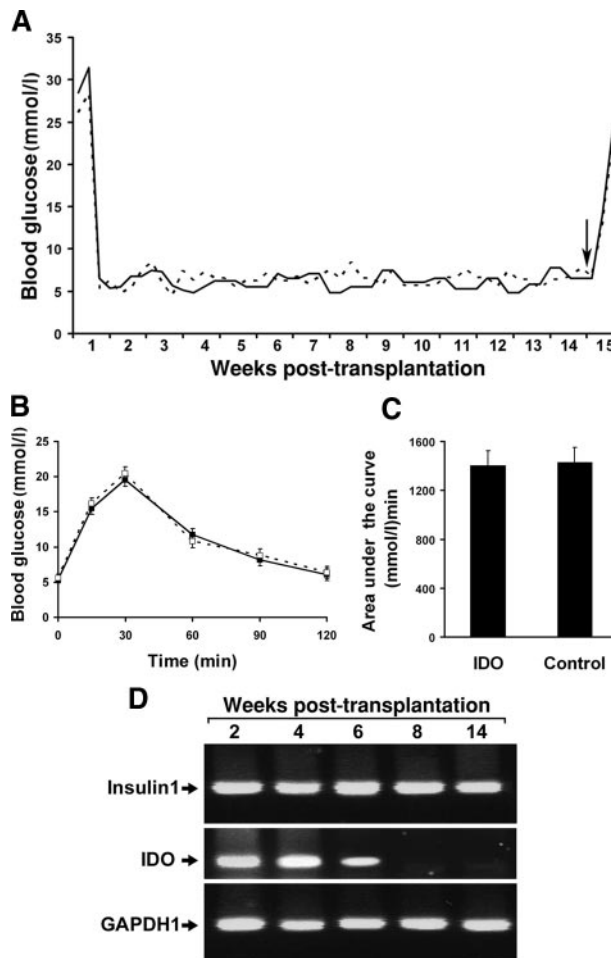 A
35
30
25
20
15
10
5
0
Blood glucose (mmol/l)
1 2 3 4 5 6 7 8 9 10 11 12 13 14 15
Weeks post-transplantation
B
25
20
15
10
5
0
Blood glucose (mmol/l)
0 30 60 90 120
Time (min)
C
1600
1200
800
400
0
Area under the curve
(mmol/l)min
IDO Control
D
Weeks post-transplantation
2 4 6 8 14
Insulin1
IDO
GAPDH1